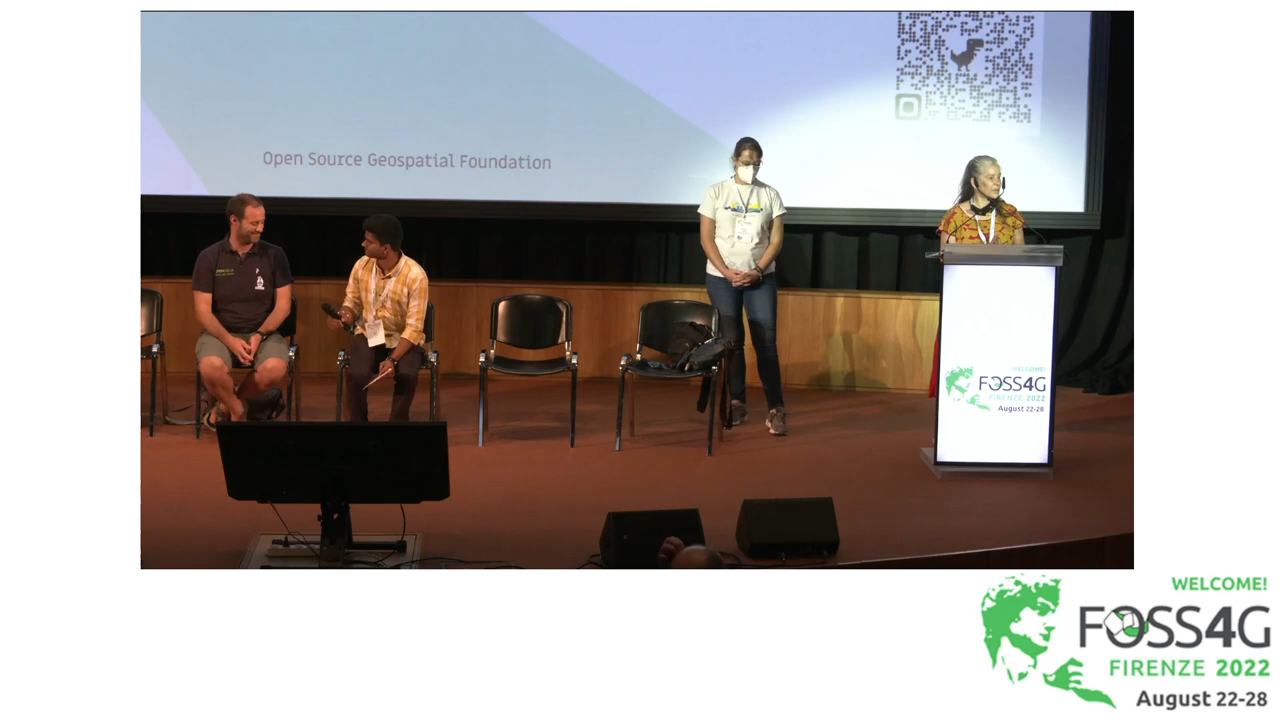 Open Source Geospatial Foundation
WELCOME!
FOSS4G
FIRENZE 2022
August 22-28
WELCOME!
FOSS4G
FIRENZE 2022
August 22-28